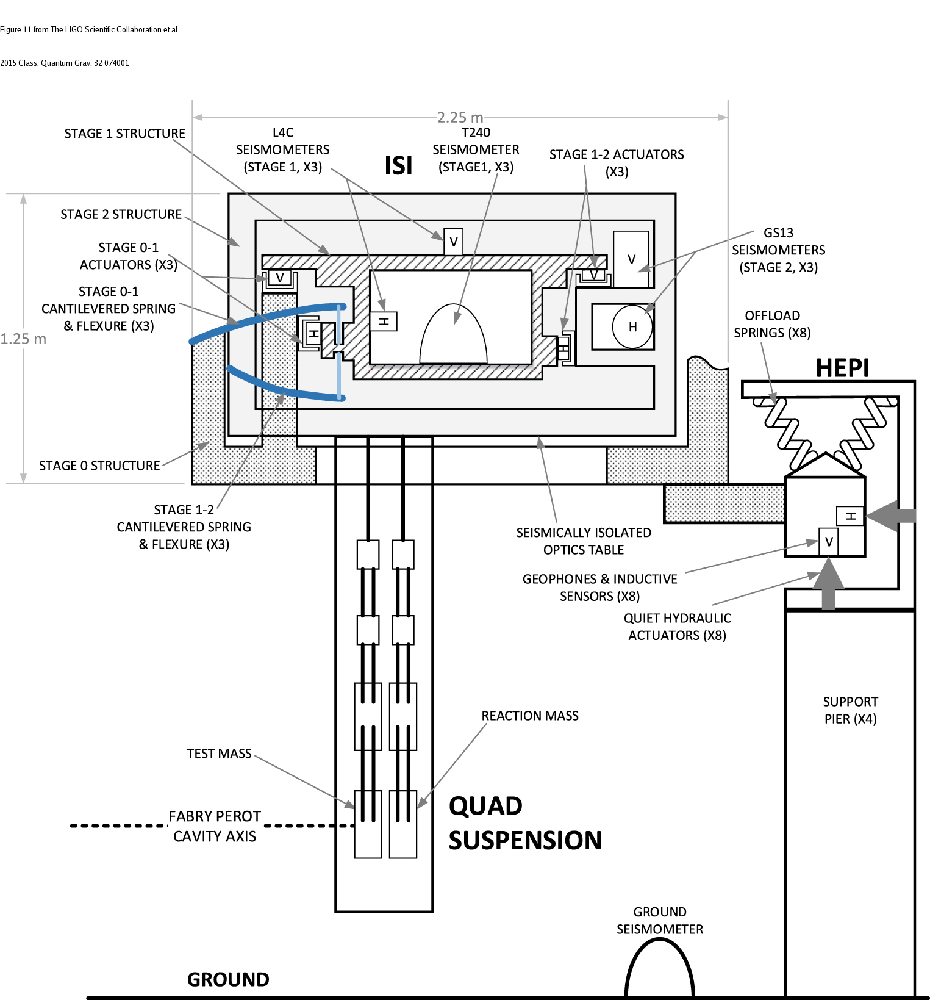 Figure 11 from The LIGO Scientific Collaboration et al
2015 Class. Quantum Grav. 32 074001
2.25 m
STAGE 1 STRUCTURE
L4C
SEISMOMETERS
(STAGE 1, X3)
ISI
T240
SEISMOMETER
(STAGE1, X3)
STAGE 1-2 ACTUATORS
(X3)
STAGE 2 STRUCTURE
STAGE 0-1
ACTUATORS (X3)
STAGE 0-1
CANTILEVERED SPRING
& FLEXURE (X3)
1.25 m
V
V
V
V
H
H
H
H
GS13
SEISMOMETERS
(STAGE 2, X3)
OFFLOAD
SPRINGS (X8)
HEPI
STAGE 0 STRUCTURE
STAGE 1-2
CANTILEVERED SPRING
& FLEXURE (X3)
SEISMICALLY ISOLATED
OPTICS TABLE
H
V
GEOPHONES & INDUCTIVE
SENSORS (X8)
QUIET HYDRAULIC
ACTUATORS (X8)
SUPPORT
PIER (X4)
REACTION MASS
TEST MASS
QUAD
SUSPENSION
FABRY PEROT
CAVITY AXIS
GROUND
SEISMOMETER
GROUND